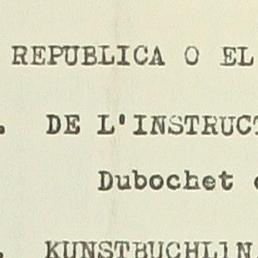 REPUBLICA O EL
. DE L'INSTRUCT
Dubochet
. KUNSTBUCHLIN.